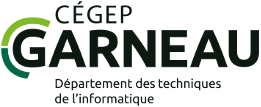 CÉGEP
GARNEAU
Département des techniques
de l'informatique